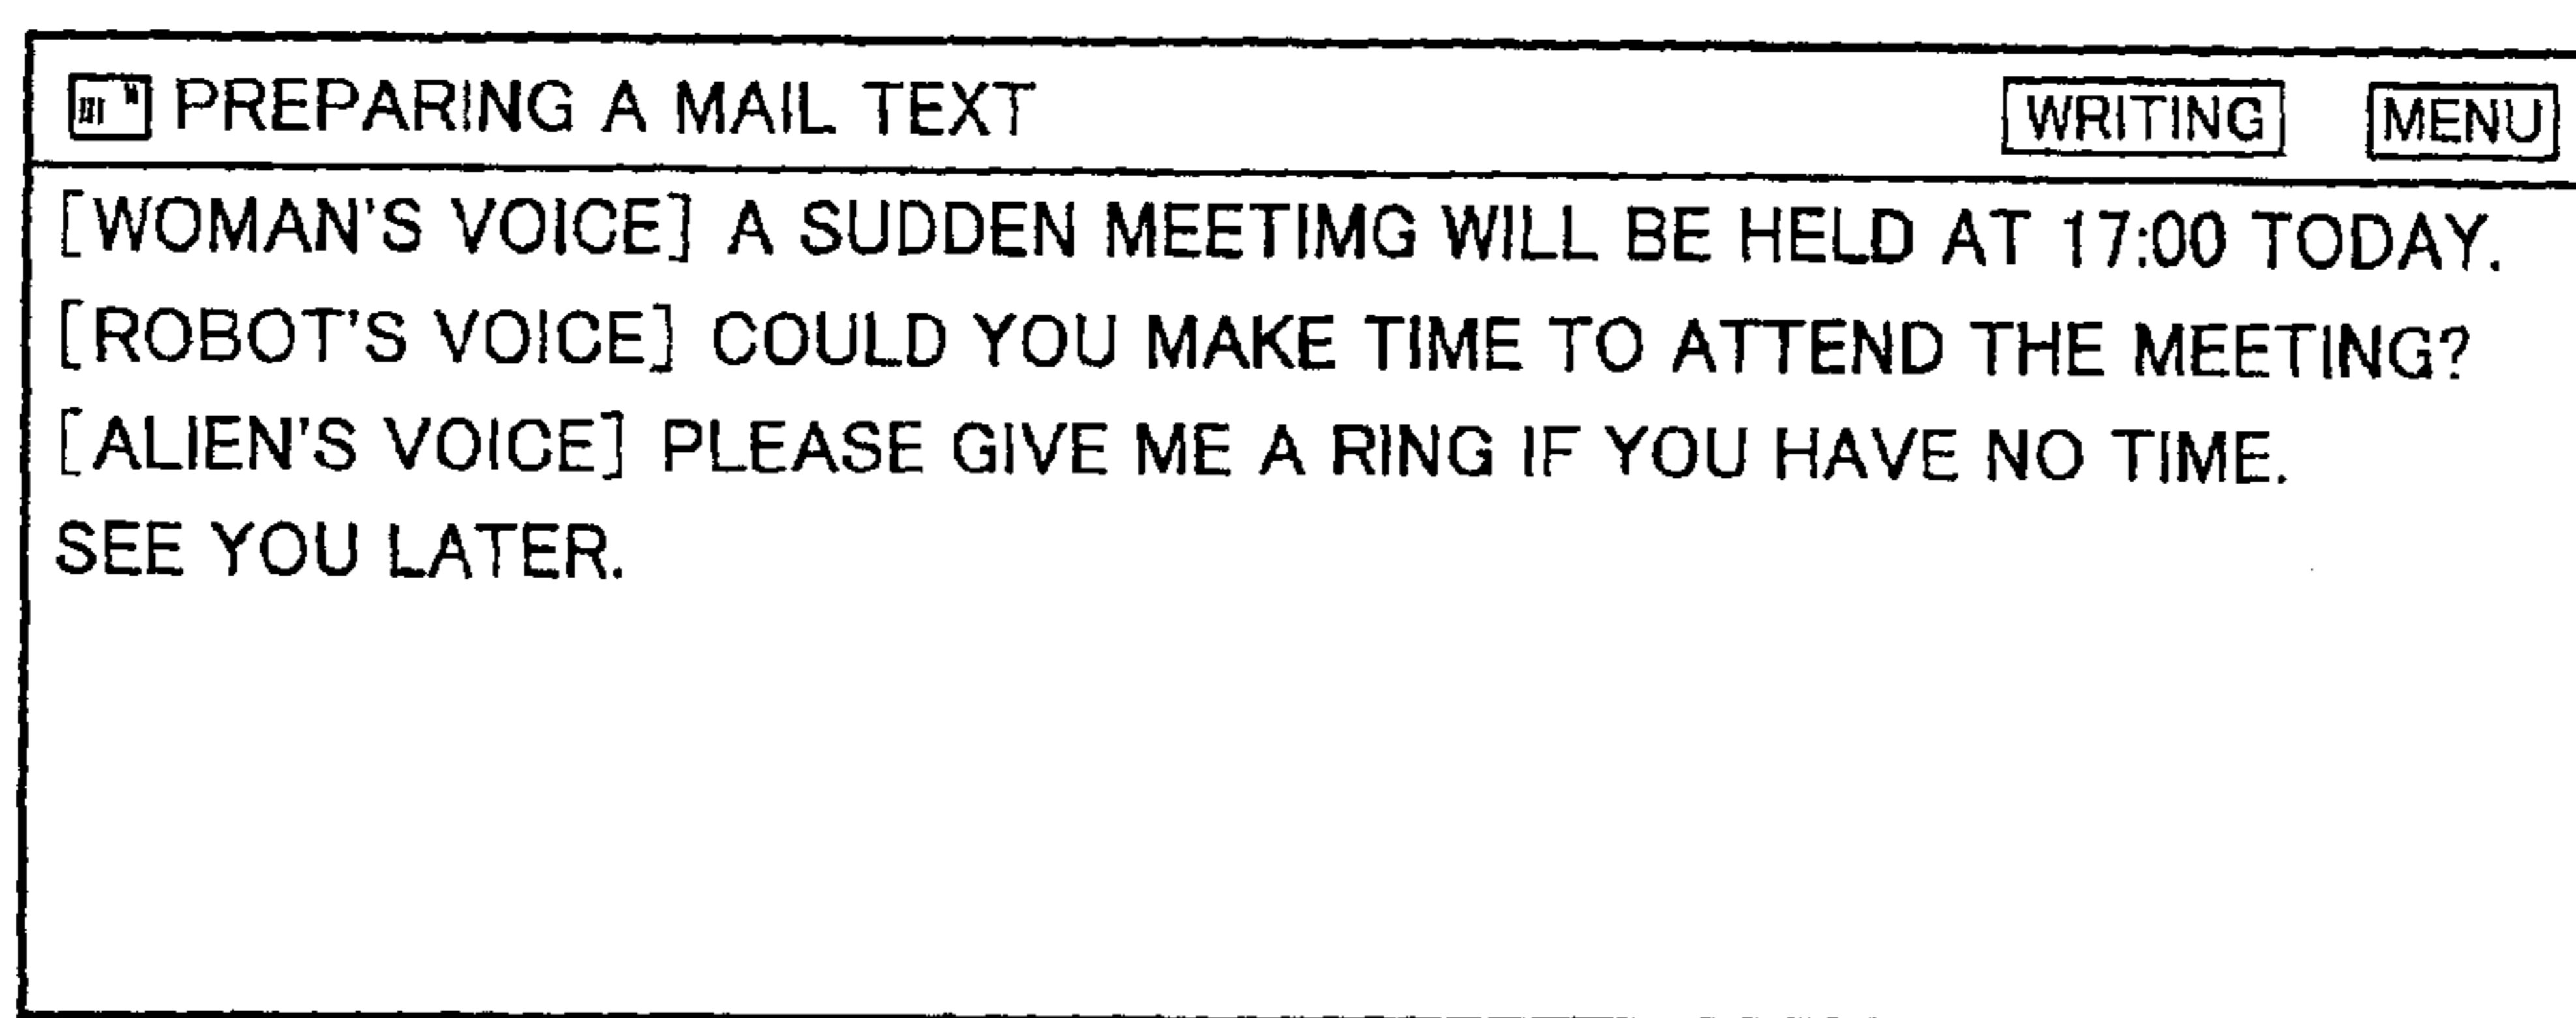 PREPARING A MAIL TEXT WRITING MENU
[WOMAN'S VOICE] A SUDDEN MEETIMG WILL BE HELD AT 17:00 TODAY.
[ROBOT'S VOICE] COULD YOU MAKE TIME TO ATTEND THE MEETING?
[ALIEN'S VOICE] PLEASE GIVE ME A RING IF YOU HAVE NO TIME.
SEE YOU LATER.